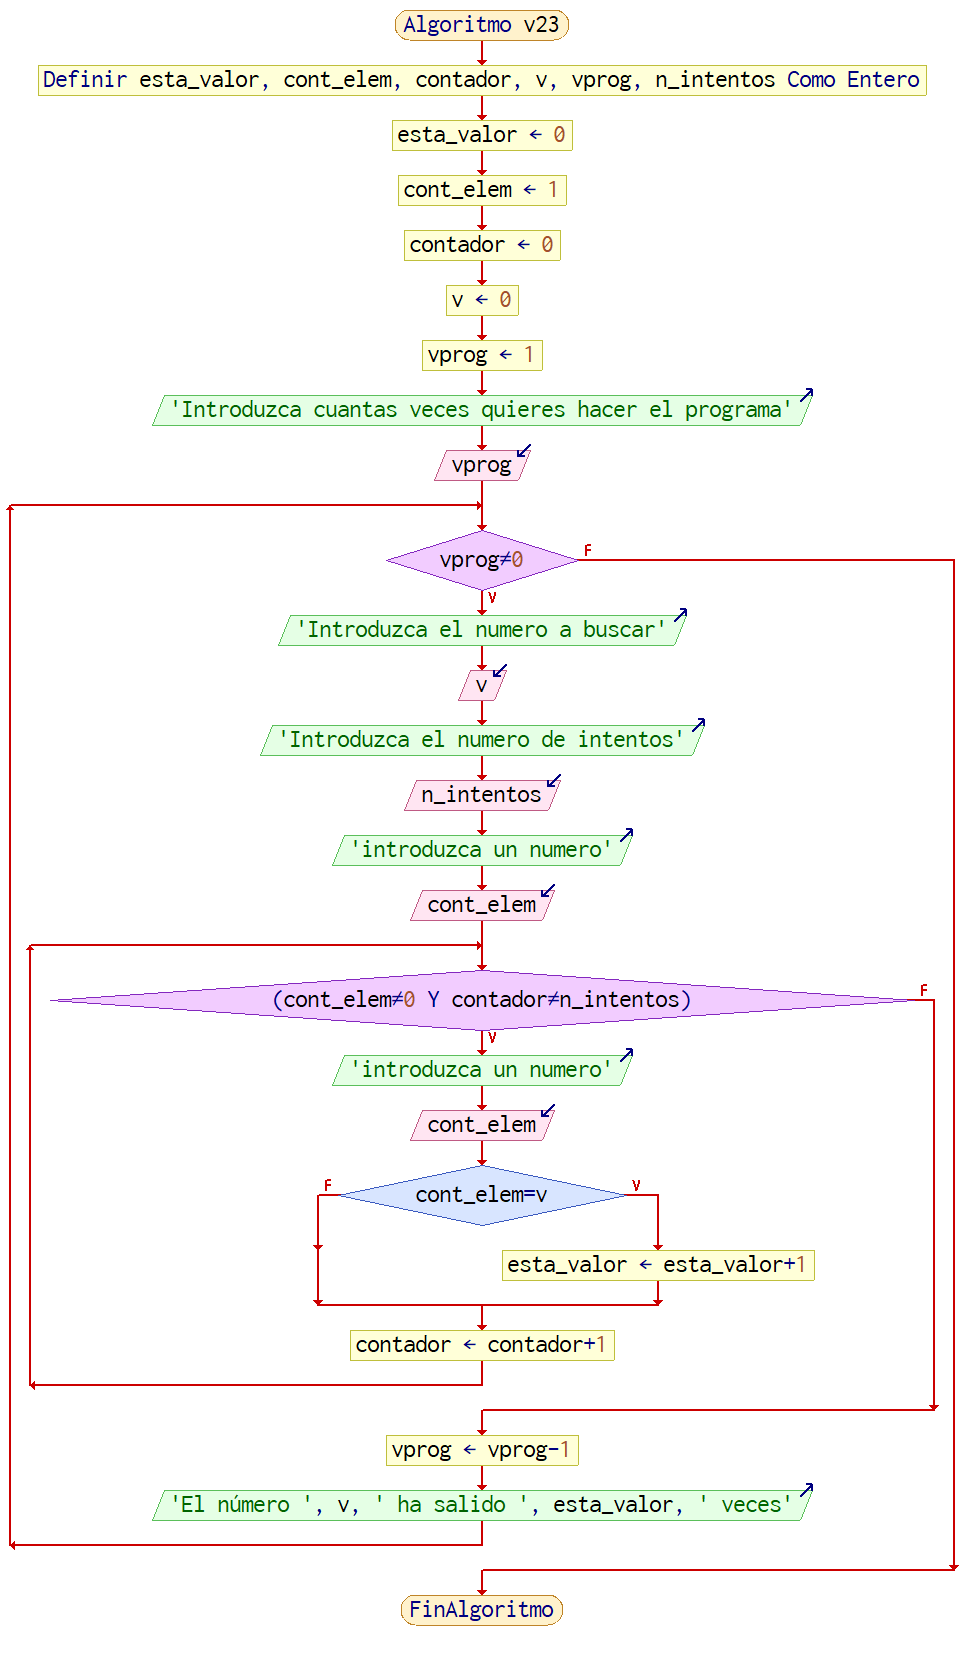 Algoritmo v23
Definir esta_valor, cont_elem, contador, v, vprog, n_intentos Como Entero
esta_valor ← 0
cont_elem ← 1
contador ← 0
v ← 0
vprog ← 1
'Introduzca cuantas veces quieres hacer el programa'
vprog
vprog≠0
F
V
'Introduzca el numero a buscar'
v
'Introduzca el numero de intentos'
n_intentos
'introduzca un numero'
cont_elem
(cont_elem≠0 Y contador≠n_intentos)
F
V
'introduzca un numero'
cont_elem
F
cont_elem=v
V
esta_valor ← esta_valor+1
contador ← contador+1
vprog ← vprog-1
'El número ', v, ' ha salido ', esta_valor, ' veces'
FinAlgoritmo